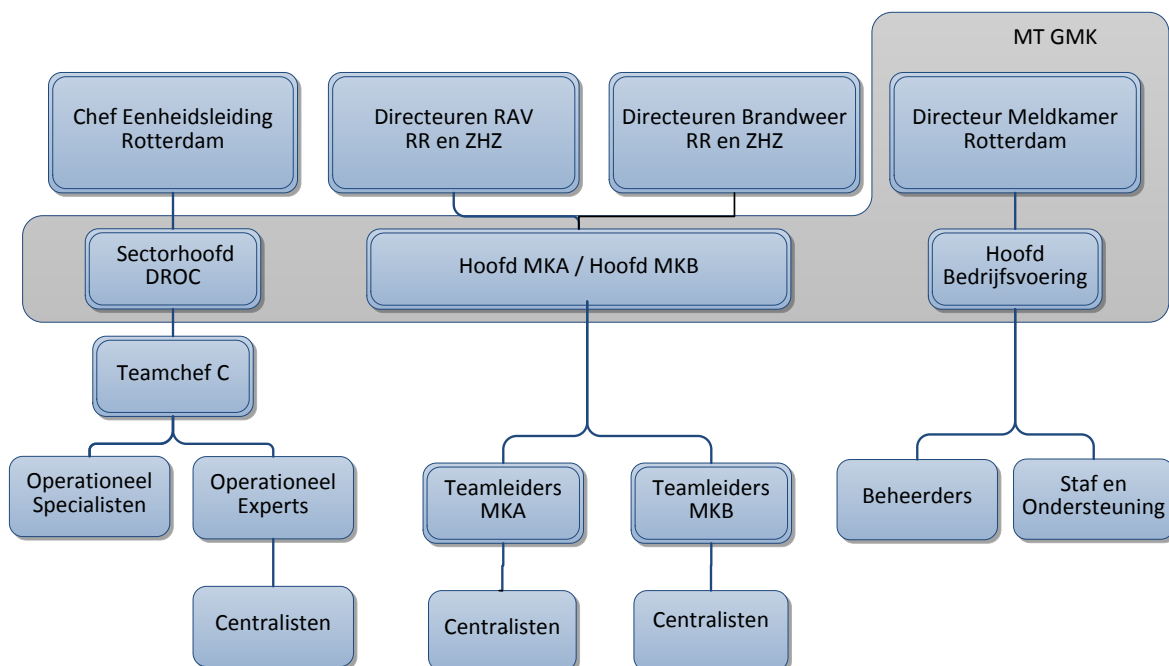 MT GMK
Chef Eenheidsleiding
Rotterdam
Directeuren RAV
RR en ZHZ
Directeuren Brandweer
RR en ZHZ
Directeur Meldkamer
Rotterdam
Sectorhoofd
DROC
Hoofd MKA / Hoofd MKB
Hoofd
Bedrijfsvoering
Teamchef C
Operationeel
Specialisten
Operationeel
Experts
Teamleiders
MKA
Teamleiders
MKB
Beheerders
Staf en
Ondersteuning
Centralisten
Centralisten
Centralisten